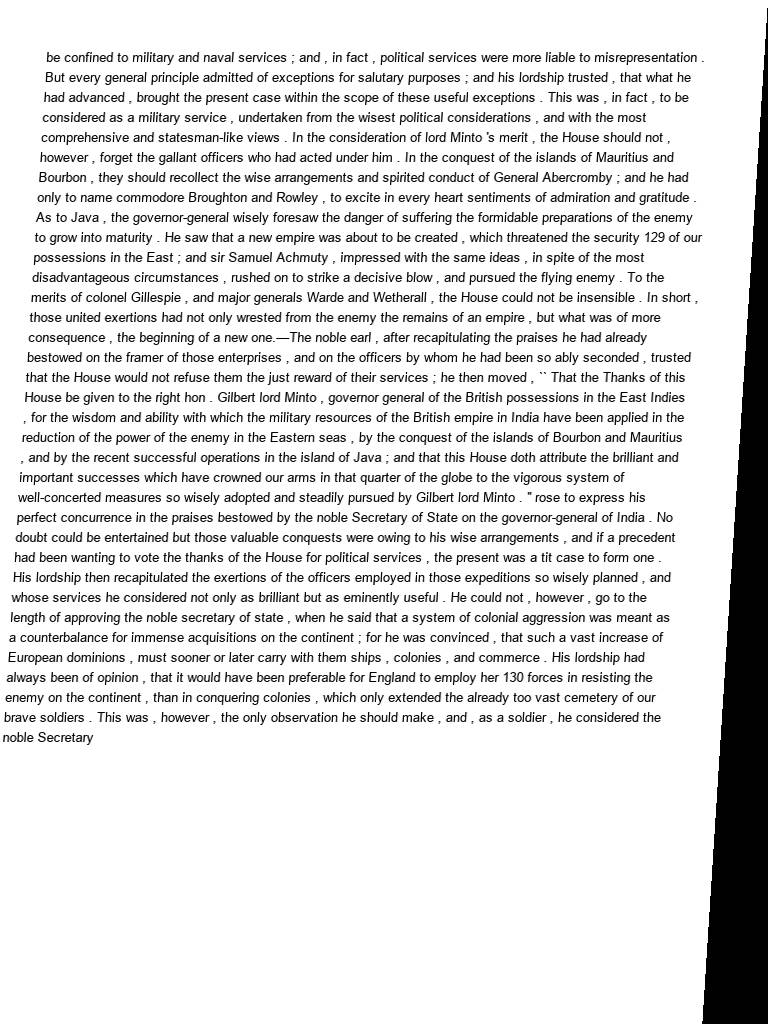 be confined to military and naval services ; and , in fact , political services were more liable to misrepresentation .
But every general principle admitted of exceptions for salutary purposes ; and his lordship trusted , that what he
had advanced , brought the present case within the scope of these useful exceptions . This was , in fact , to be
considered as a military service , undertaken from the wisest political considerations , and with the most
comprehensive and statesman-like views . In the consideration of lord Minto 's merit , the House should not ,
however , forget the gallant officers who had acted under him . In the conquest of the islands of Mauritius and
Bourbon , they should recollect the wise arrangements and spirited conduct of General Abercromby ; and he had
only to name commodore Broughton and Rowley , to excite in every heart sentiments of admiration and gratitude .
As to Java , the governor-general wisely foresaw the danger of suffering the formidable preparations of the enemy
to grow into maturity . He saw that a new empire was about to be created , which threatened the security 129 of our
possessions in the East ; and sir Samuel Achmuty , impressed with the same ideas , in spite of the most
disadvantageous circumstances , rushed on to strike a decisive blow , and pursued the flying enemy . To the
merits of colonel Gillespie , and major generals Warde and Wetherall , the House could not be insensible . In short ,
those united exertions had not only wrested from the enemy the remains of an empire , but what was of more
consequence , the beginning of a new one.—The noble earl , after recapitulating the praises he had already
bestowed on the framer of those enterprises , and on the officers by whom he had been so ably seconded , trusted
that the House would not refuse them the just reward of their services ; he then moved , `` That the Thanks of this
House be given to the right hon . Gilbert lord Minto , governor general of the British possessions in the East Indies
, for the wisdom and ability with which the military resources of the British empire in India have been applied in the
reduction of the power of the enemy in the Eastern seas , by the conquest of the islands of Bourbon and Mauritius
, and by the recent successful operations in the island of Java ; and that this House doth attribute the brilliant and
important successes which have crowned our arms in that quarter of the globe to the vigorous system of
well-concerted measures so wisely adopted and steadily pursued by Gilbert lord Minto . '' rose to express his
perfect concurrence in the praises bestowed by the noble Secretary of State on the governor-general of India . No
doubt could be entertained but those valuable conquests were owing to his wise arrangements , and if a precedent
had been wanting to vote the thanks of the House for political services , the present was a tit case to form one .
His lordship then recapitulated the exertions of the officers employed in those expeditions so wisely planned , and
whose services he considered not only as brilliant but as eminently useful . He could not , however , go to the
length of approving the noble secretary of state , when he said that a system of colonial aggression was meant as
a counterbalance for immense acquisitions on the continent ; for he was convinced , that such a vast increase of
European dominions , must sooner or later carry with them ships , colonies , and commerce . His lordship had
always been of opinion , that it would have been preferable for England to employ her 130 forces in resisting the
enemy on the continent , than in conquering colonies , which only extended the already too vast cemetery of our
brave soldiers . This was , however , the only observation he should make , and , as a soldier , he considered the
noble Secretary